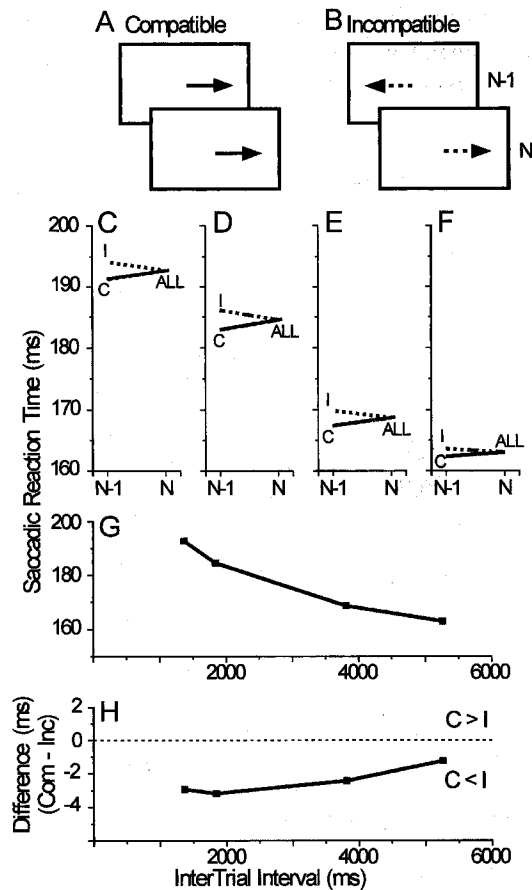 A Compatible
B Incompatible
N-1
N
Saccadic Reaction Time (ms)
200
190
180
170
160
C
I
C
ALL
N-1 N
D
I
C
ALL
N-1 N
E
I
C
ALL
N-1 N
F
I
C
ALL
N-1 N
G
200
180
160
2000 4000 6000
H
Difference (ms)
(Com - Inc)
2
0
-2
-4
C > I
C < I
2000 4000 6000
InterTrial Interval (ms)